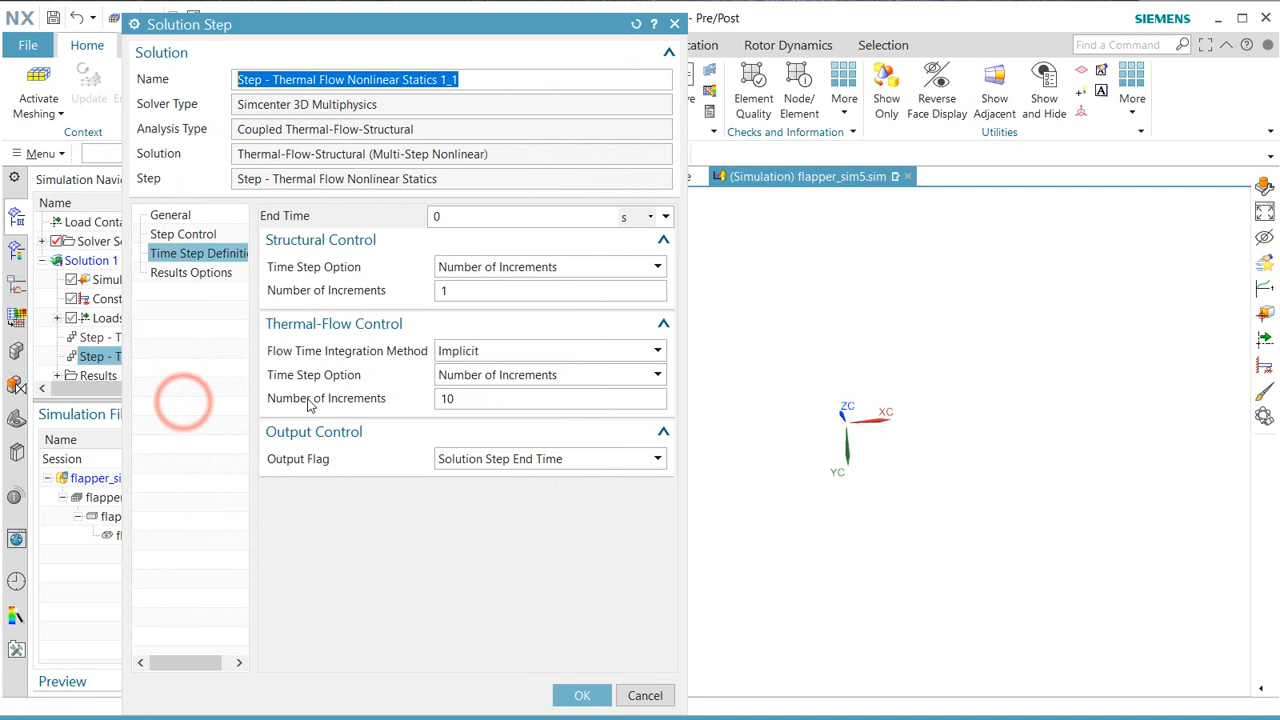 NX
Solution Step
- Pre/Post
SIEMENS
File
Home
Solution
cation
Rotor Dynamics
Selection
Find a Command
Name
Step - Thermal Flow Nonlinear Statics 1_1
Solver Type
Simcenter 3D Multiphysics
Activate
Meshing
Update
Context
Analysis Type
Coupled Thermal-Flow-Structural
Element
Quality
Node/
Element
More
Show
Only
Reverse
Face Display
Show
Adjacent
Show
and Hide
More
Checks and Information
Utilities
Menu
Solution
Thermal-Flow-Structural (Multi-Step Nonlinear)
Simulation Navi
Step
Step - Thermal Flow Nonlinear Statics
(Simulation) flapper_sim5.sim
Name
Load Conta
Solver S
Solution 1
Simul
Const
Loads
Step - T
Step - T
Results
General
Step Control
Time Step Definiti
Results Options
End Time
0
s
Structural Control
Time Step Option
Number of Increments
Number of Increments
1
Thermal-Flow Control
Flow Time Integration Method
Implicit
Time Step Option
Number of Increments
Number of Increments
10
Output Control
Output Flag
Solution Step End Time
Simulation Fil
Name
Session
flapper_si
flapper
flap
fl
Preview
ZC
XC
YC
OK
Cancel